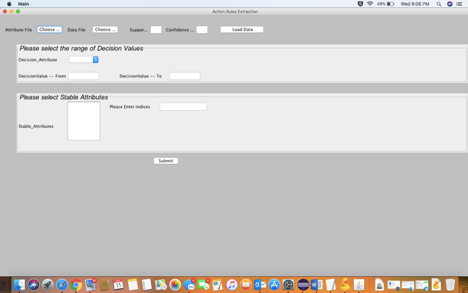 Main
48%
Wed 9:08 PM
Action Rules Extraction
Attribute File Choose ... Data File Choose ... Suppor... Confidence ... Load Data
Please select the range of Decision Values
Decision_Attribute
DecisionValue -- From DecisionValue -- To
Please select Stable Attributes
Please Enter Indices
Stable_Attributes
Submit